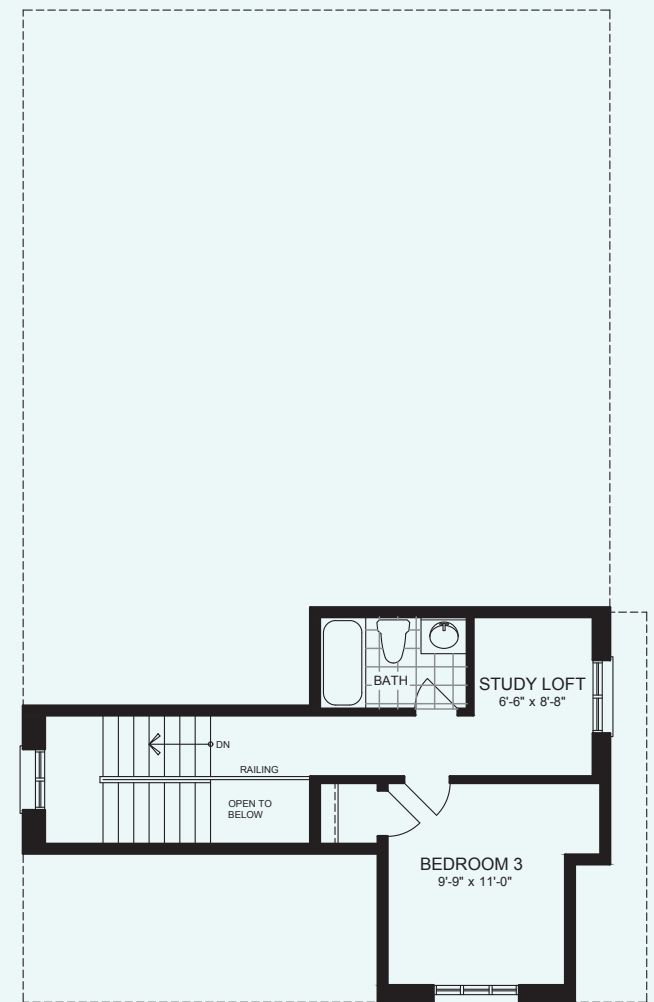 BATH
STUDY LOFT
6'-6" x 8'-8"
DN
RAILING
OPEN TO
BELOW
BEDROOM 3
9'-9" x 11'-0"